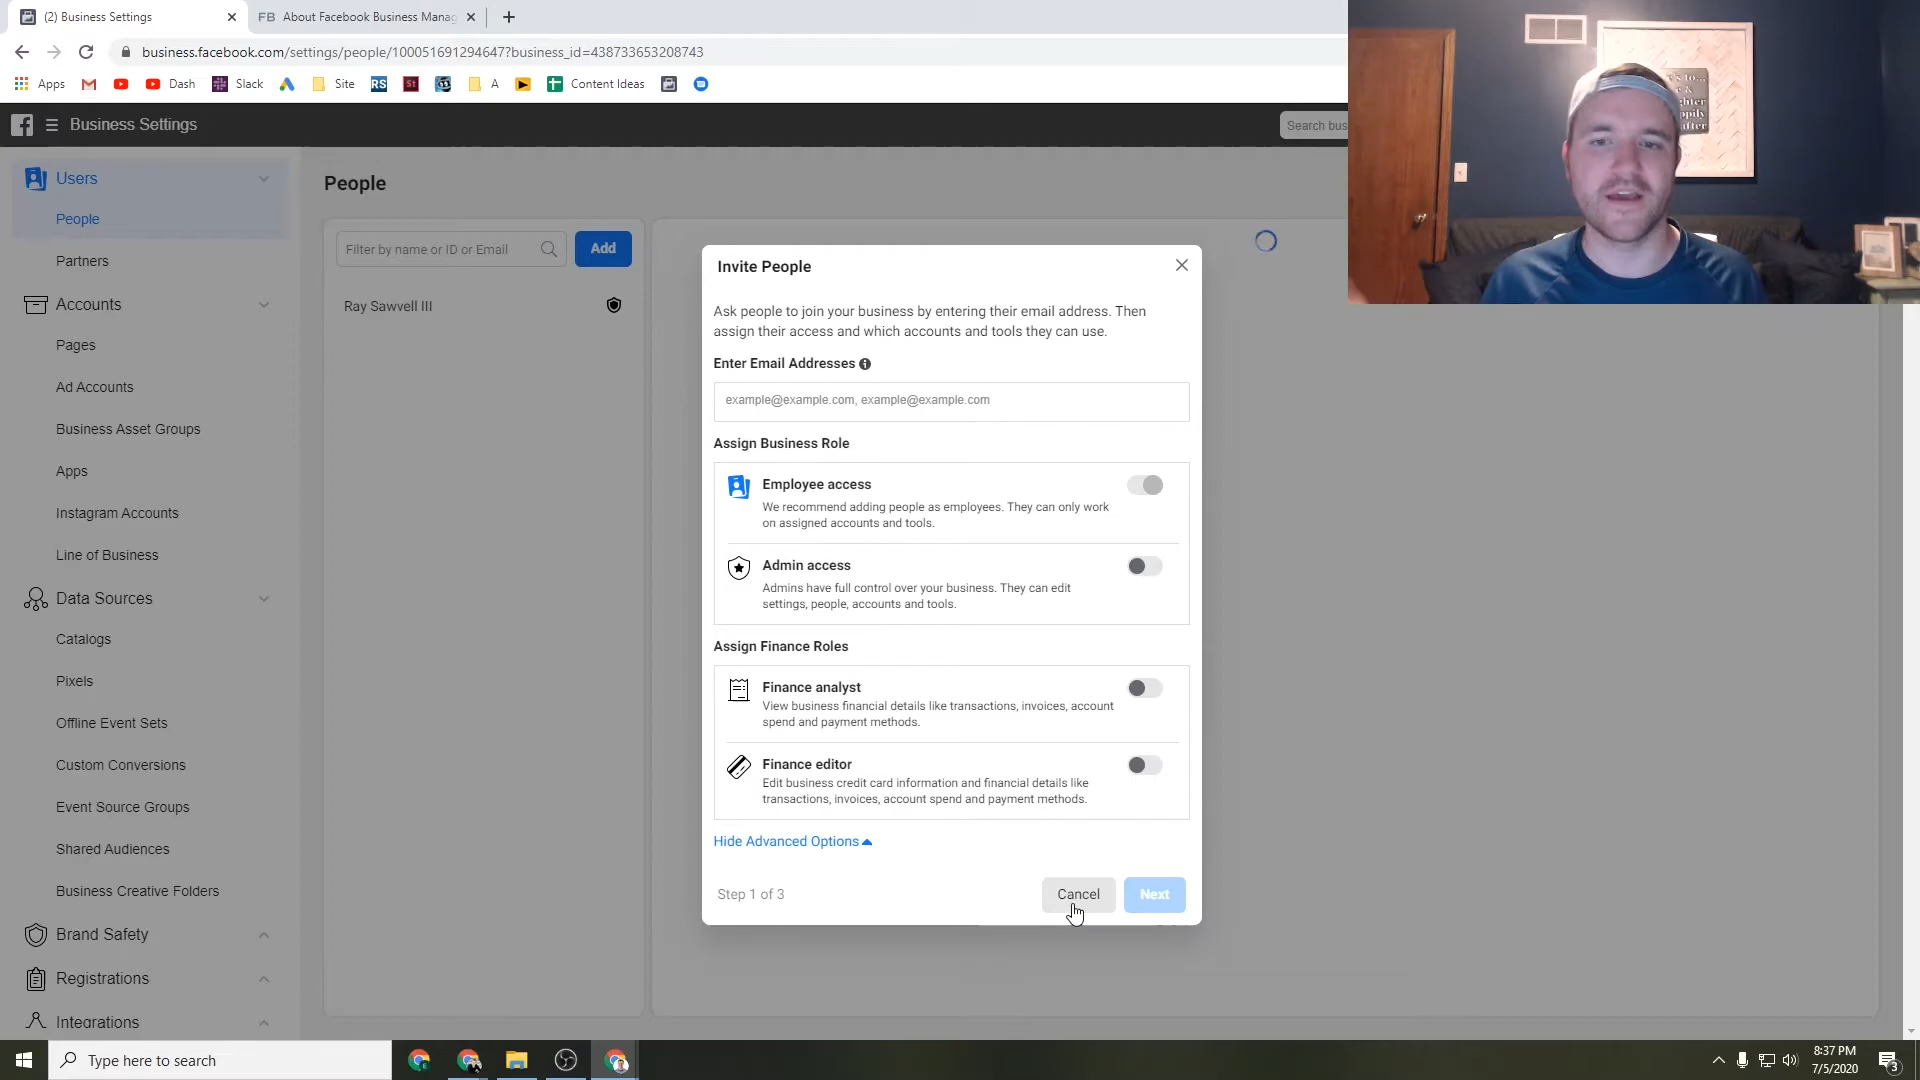 (2) Business Settings
FB About Facebook Business Manag
business.facebook.com/settings/people/100051691294647?business_id=438733653208743
Apps
Dash
Slack
Site
RS
St
A
Content Ideas
Business Settings
Search bus
Users
People
Partners
Accounts
Pages
Ad Accounts
Business Asset Groups
Apps
Instagram Accounts
Line of Business
Data Sources
Catalogs
Pixels
Offline Event Sets
Custom Conversions
Event Source Groups
Shared Audiences
Business Creative Folders
Brand Safety
Registrations
Integrations
People
Filter by name or ID or Email
Add
Ray Sawvell III
Invite People
Ask people to join your business by entering their email address. Then
assign their access and which accounts and tools they can use.
Enter Email Addresses
example@example.com, example@example.com
Assign Business Role
Employee access
We recommend adding people as employees. They can only work
on assigned accounts and tools.
Admin access
Admins have full control over your business. They can edit
settings, people, accounts and tools.
Assign Finance Roles
Finance analyst
View business financial details like transactions, invoices, account
spend and payment methods.
Finance editor
Edit business credit card information and financial details like
transactions, invoices, account spend and payment methods.
Hide Advanced Options
Step 1 of 3
Cancel
Next
Type here to search
8:37 PM
7/5/2020
3